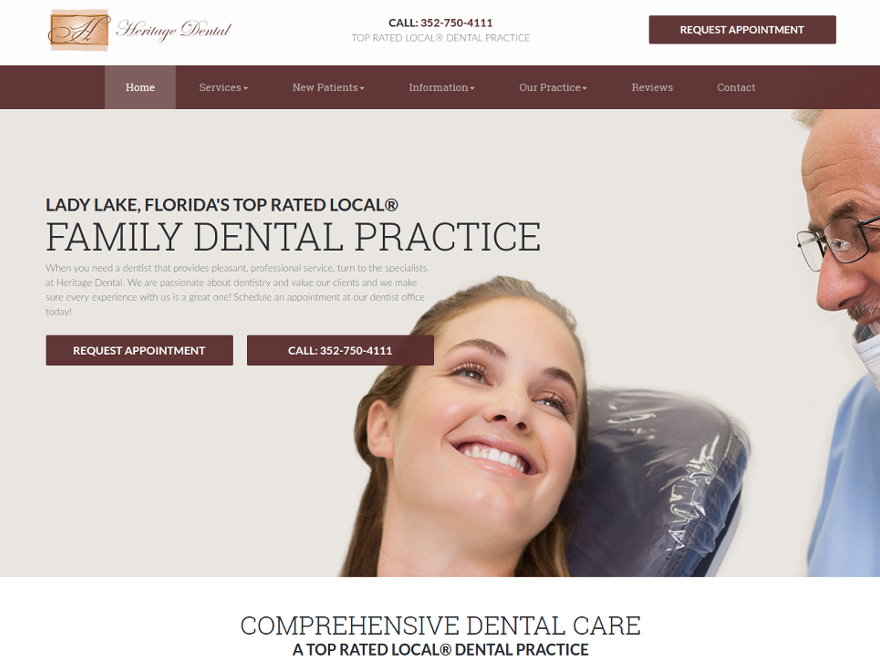 H Heritage Dental
CALL: 352-750-4111
TOP RATED LOCAL® DENTAL PRACTICE
REQUEST APPOINTMENT
Home Services New Patients Information Our Practice Reviews Contact
LADY LAKE, FLORIDA'S TOP RATED LOCAL®
FAMILY DENTAL PRACTICE
When you need a dentist that provides pleasant, professional service, turn to the specialists
at Heritage Dental. We are passionate about dentistry and value our clients and we make
sure every experience with us is a great one! Schedule an appointment at our dentist office
today!
REQUEST APPOINTMENT CALL: 352-750-4111
COMPREHENSIVE DENTAL CARE
A TOP RATED LOCAL® DENTAL PRACTICE